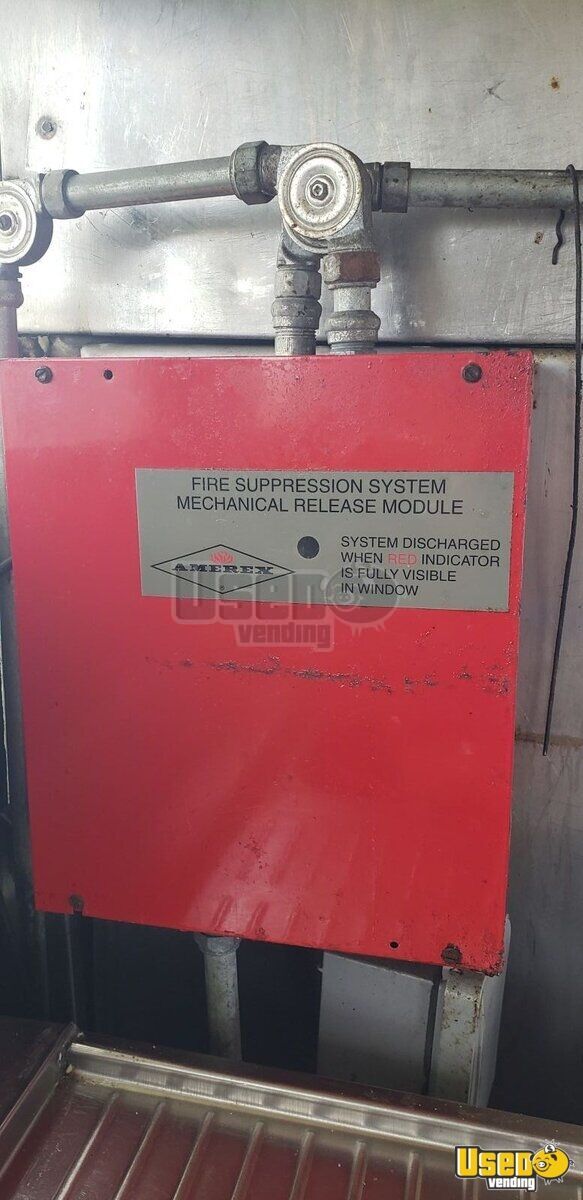 FIRE SUPPRESSION SYSTEM
MECHANICAL RELEASE MODULE
SYSTEM DISCHARGED
WHEN RED INDICATOR
IS FULLY VISIBLE
IN WINDOW
AMEREX
®
USED
vending
USED
vending